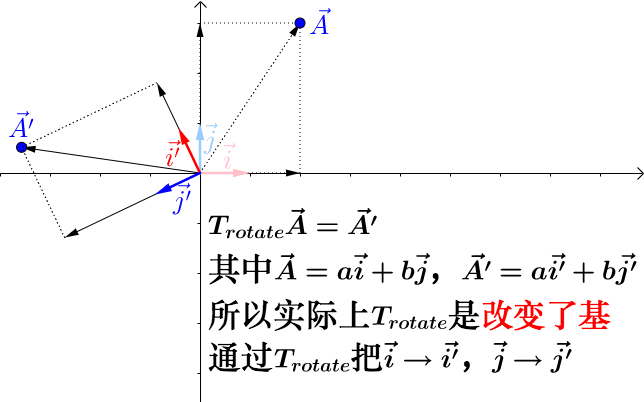 A⃗
A⃗′
j⃗
i⃗′
i⃗
j⃗′
T_rotate A⃗ = A⃗′
其中A⃗ = ai⃗ + bj⃗，A⃗′ = ai⃗′ + bj⃗′
所以实际上T_rotate是改变了基
通过T_rotate把i⃗ → i⃗′，j⃗ → j⃗′